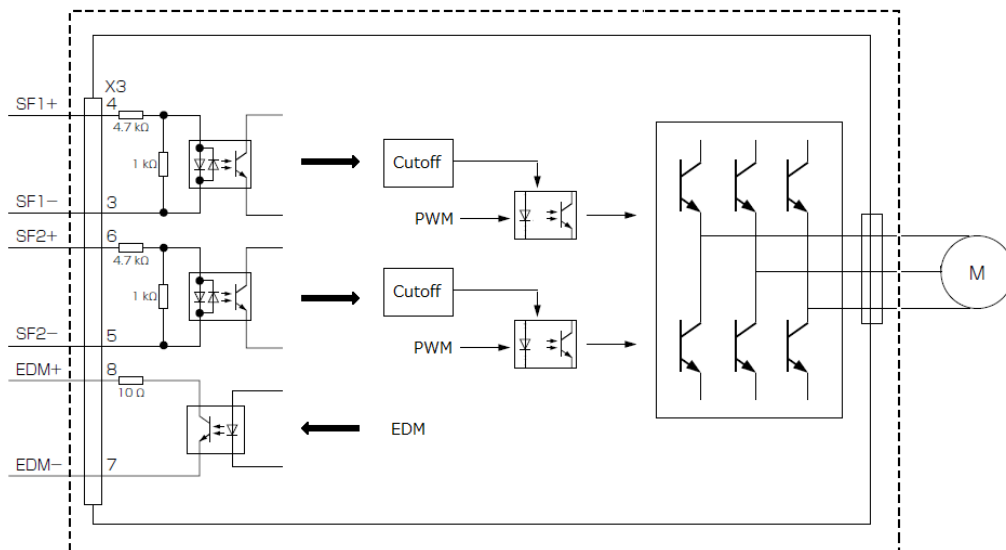 X3
SF1+
4
4.7 kΩ
1 kΩ
Cutoff
PWM
SF1−
3
SF2+
6
4.7 kΩ
1 kΩ
Cutoff
PWM
SF2−
5
EDM+
8
10 Ω
EDM
EDM−
7
M